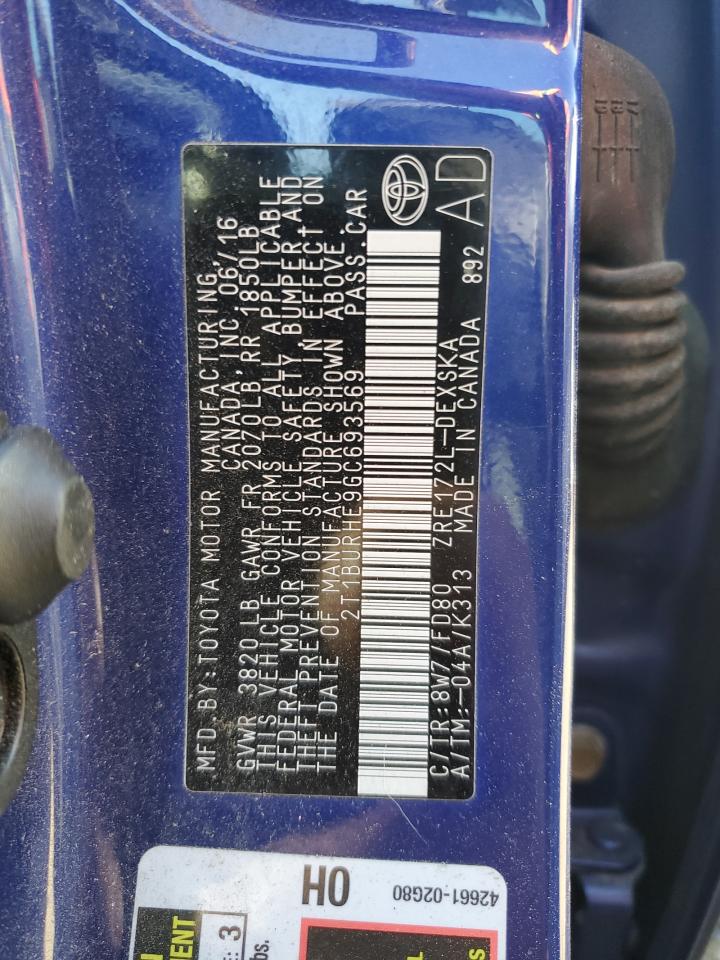 MFD BY:TOYOTA MOTOR MANUFACTURING
CANADA,INC. 06/16
GVWR 3820 LB GAWR FR 2070LB,RR 1850LB
THIS VEHICLE CONFORMS TO ALL APPLICABLE
FEDERAL MOTOR VEHICLE SAFETY, BUMPER,AND
THEFT PREVENTION STANDARDS IN EFFECT ON
THE DATE OF MANUFACTURE SHOWN ABOVE.
2T1BURHE9GC693569 PASS.CAR
C/TR:8W7/FD80 ZRE172L-DEXSKA
A/TM:-04A/K313 MADE IN CANADA 892
AD
OH
42661-02G80
3